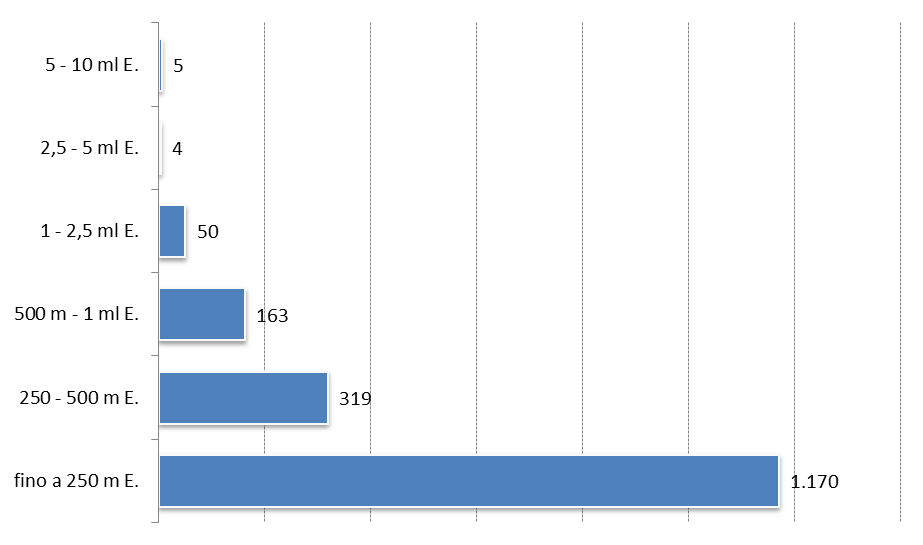 5 - 10 ml E. 5
2,5 - 5 ml E. 4
1 - 2,5 ml E. 50
500 m - 1 ml E. 163
250 - 500 m E. 319
fino a 250 m E. 1.170